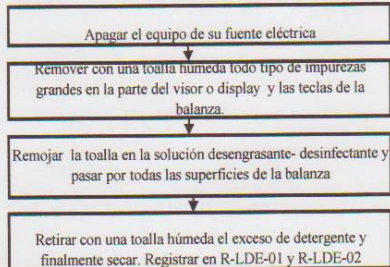 Apagar el equipo de su fuente eléctrica
Remover con una toalla húmeda todo tipo de impurezas
grandes en la parte del visor o display y las teclas de la
balanza.
Remojar la toalla en la solución desengrasante- desinfectante y
pasar por todas las superficies de la balanza
Retirar con una toalla húmeda el exceso de detergente y
finalmente secar. Registrar en R-LDE-01 y R-LDE-02